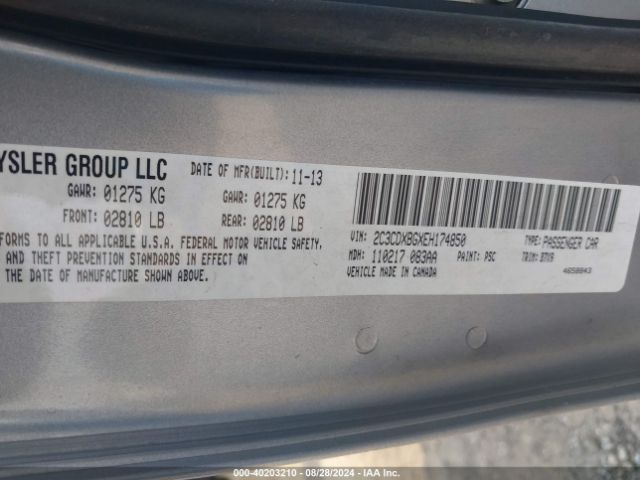 YSLER GROUP LLC
DATE OF MFR(BUILT): 11-13
GAWR: 01275 KG
GAWR: 01275 KG
FRONT: 02810 LB
REAR: 02810 LB
FORMS TO ALL APPLICABLE U.S.A. FEDERAL MOTOR VEHICLE SAFETY,
AND THEFT PREVENTION STANDARDS IN EFFECT ON
THE DATE OF MANUFACTURE SHOWN ABOVE.
VIN: 2C3CDXBGXEH174850
TYPE: PASSENGER CAR
MDH: 110217 083AA
PAINT: PSC
TRIM: B7X9
VEHICLE MADE IN CANADA
4658843
000-40203210 | 08/28/2024 | IAA Inc.